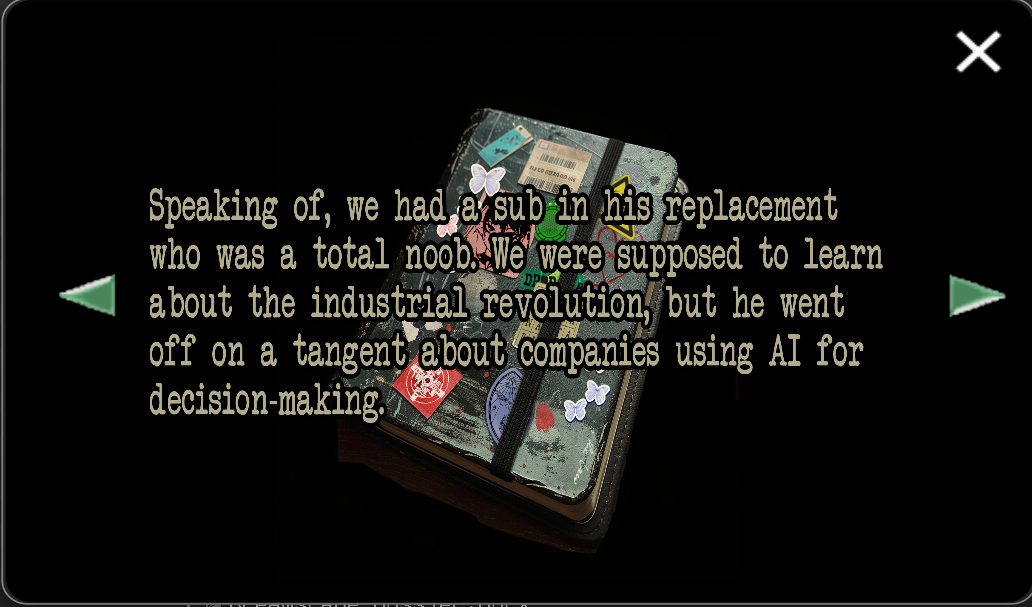 Speaking of, we had a sub in his replacement
who was a total noob. We were supposed to learn
about the industrial revolution, but he went
off on a tangent about companies using AI for
decision-making.